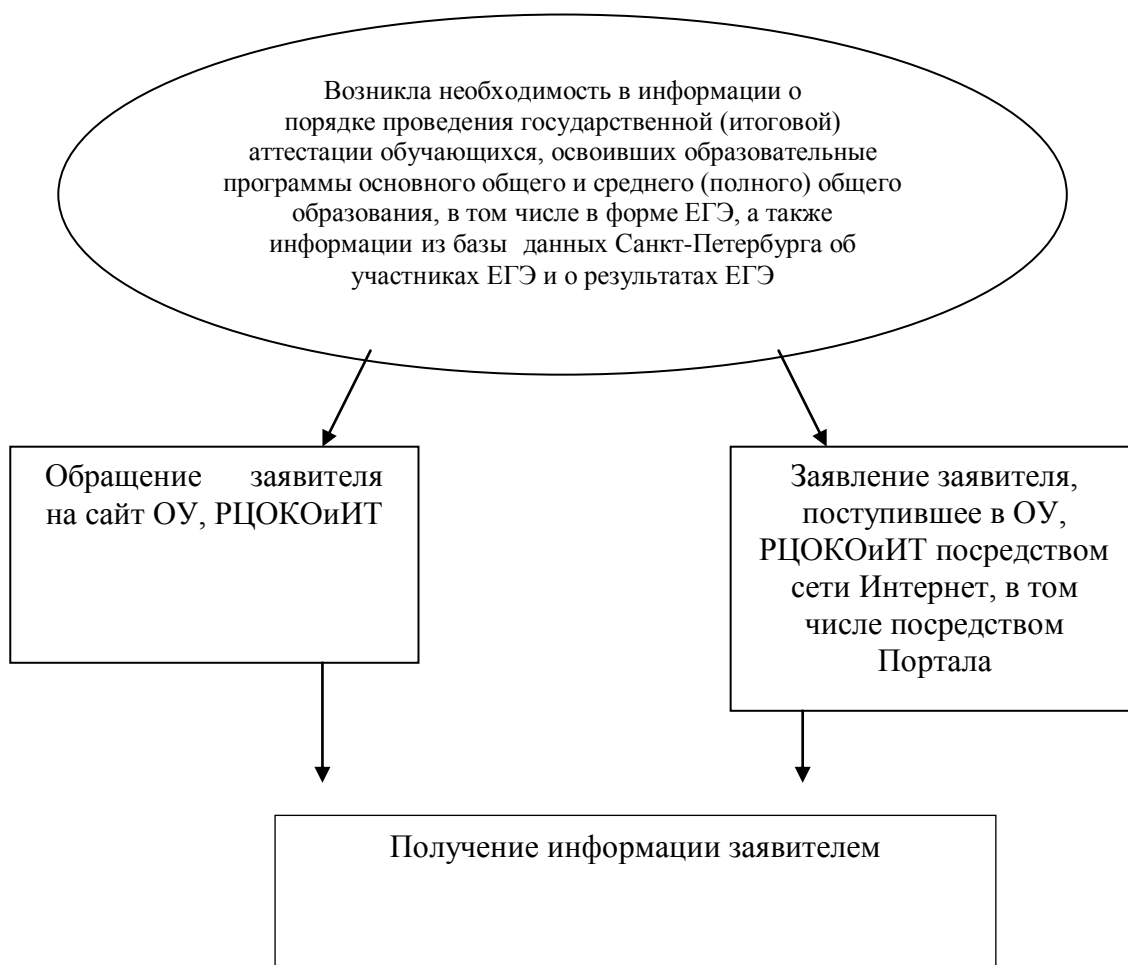 Возникла необходимость в информации о
порядке проведения государственной (итоговой)
аттестации обучающихся, освоивших образовательные
программы основного общего и среднего (полного) общего
образования, в том числе в форме ЕГЭ, а также
информации из базы данных Санкт-Петербурга об
участниках ЕГЭ и о результатах ЕГЭ
Обращение заявителя
на сайт ОУ, РЦОКОиИТ
Заявление заявителя,
поступившее в ОУ,
РЦОКОиИТ посредством
сети Интернет, в том
числе посредством
Портала
Получение информации заявителем